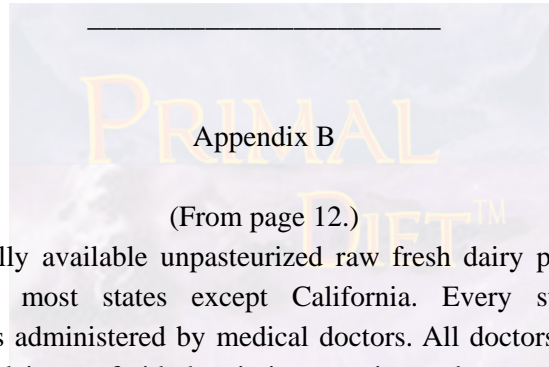 PRIMAL
DIET™
Appendix B
(From page 12.)
lly available unpasteurized raw fresh dairy p
most states except California. Every s
s administered by medical doctors. All doctors